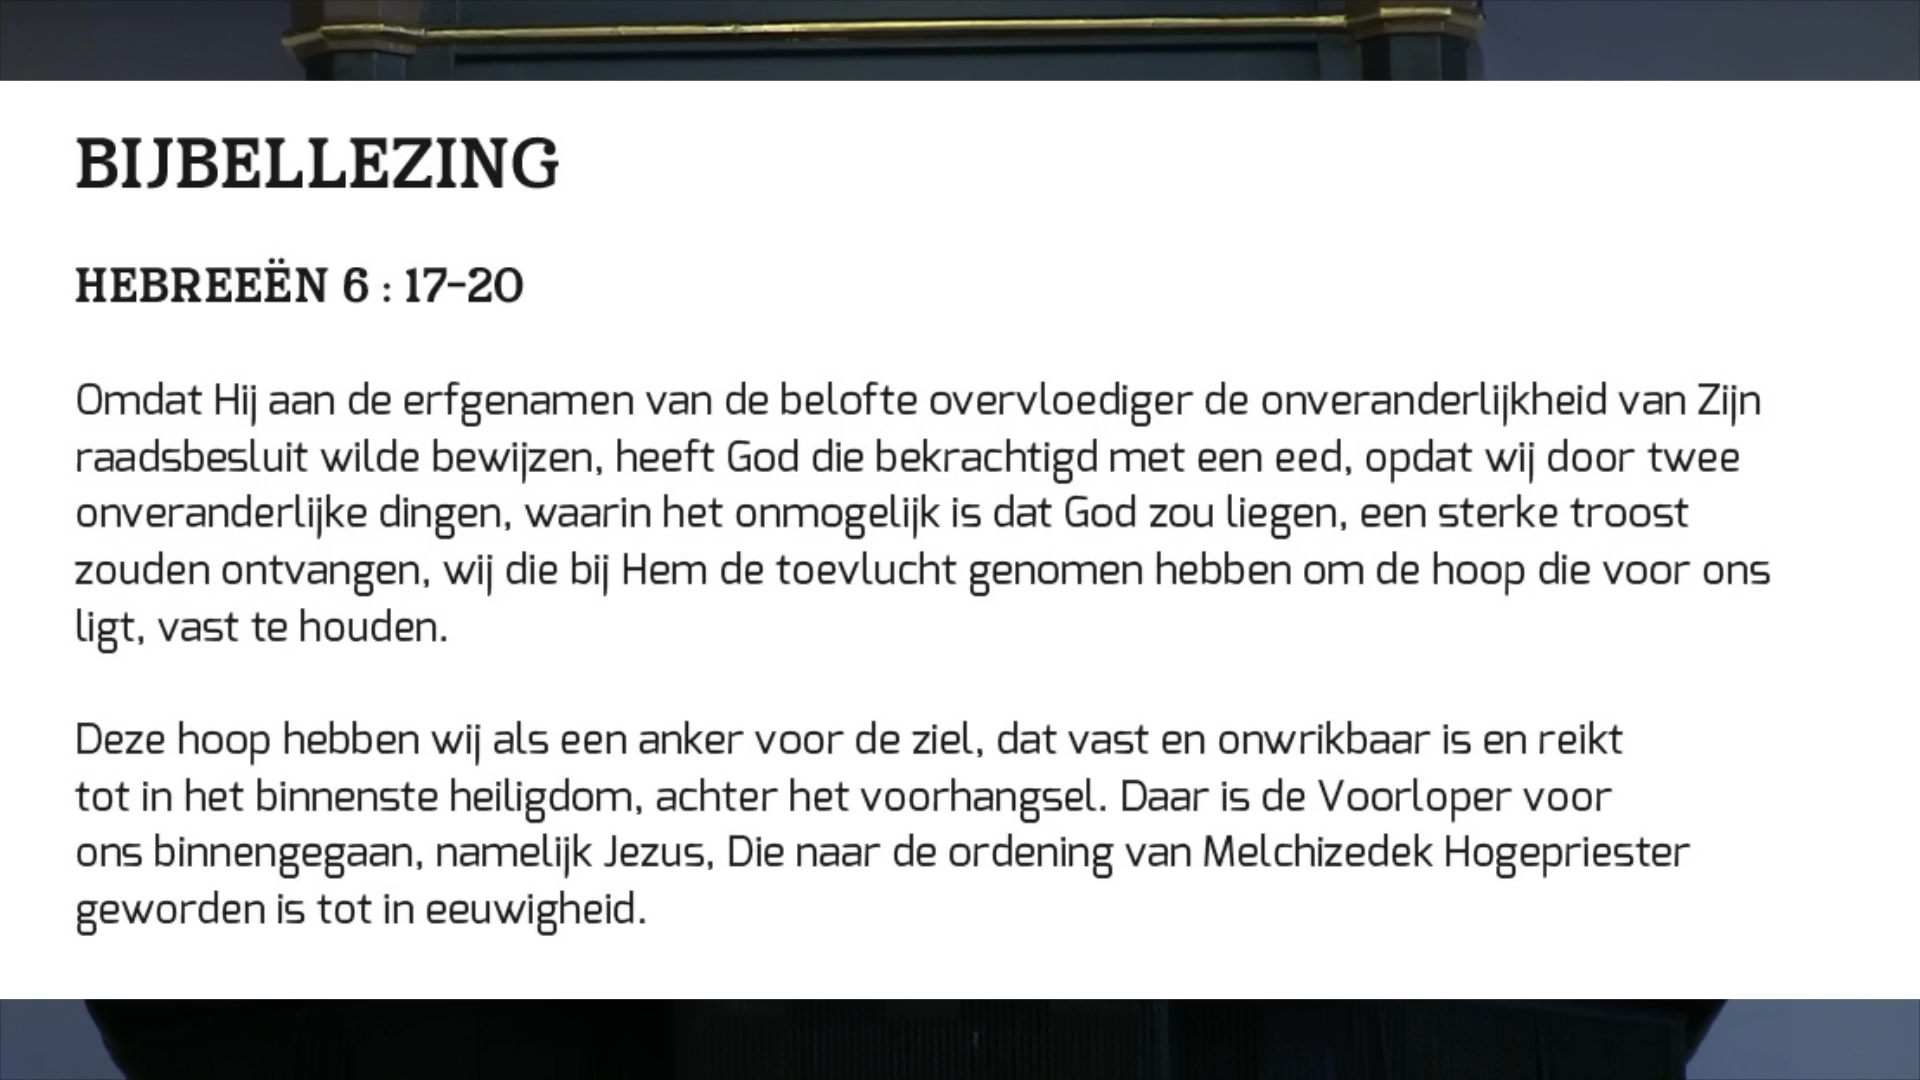 BIJBELLEZING
HEBREEËN 6 : 17-20
Omdat Hij aan de erfgenamen van de belofte overvloediger de onveranderlijkheid van Zijn
raadsbesluit wilde bewijzen, heeft God die bekrachtigd met een eed, opdat wij door twee
onveranderlijke dingen, waarin het onmogelijk is dat God zou liegen, een sterke troost
zouden ontvangen, wij die bij Hem de toevlucht genomen hebben om de hoop die voor ons
ligt, vast te houden.
Deze hoop hebben wij als een anker voor de ziel, dat vast en onwrikbaar is en reikt
tot in het binnenste heiligdom, achter het voorhangsel. Daar is de Voorloper voor
ons binnengegaan, namelijk Jezus, Die naar de ordening van Melchizedek Hogepriester
geworden is tot in eeuwigheid.